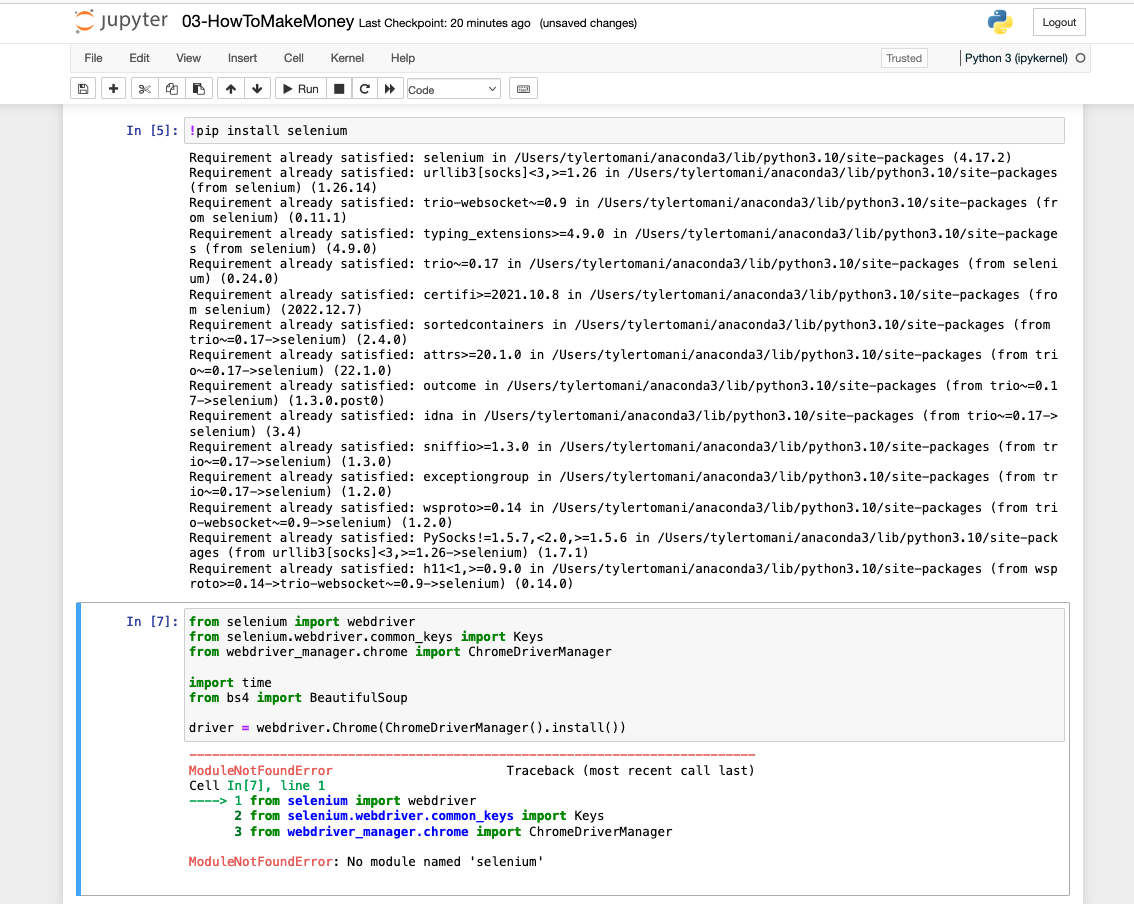 jupyter 03-HowToMakeMoney Last Checkpoint: 20 minutes ago (unsaved changes) Logout
File Edit View Insert Cell Kernel Help Trusted Python 3 (ipykernel)
Run Code
In [5]: !pip install selenium
Requirement already satisfied: selenium in /Users/tylertomani/anaconda3/lib/python3.10/site-packages (4.17.2)
Requirement already satisfied: urllib3[socks]<3,>=1.26 in /Users/tylertomani/anaconda3/lib/python3.10/site-packages
(from selenium) (1.26.14)
Requirement already satisfied: trio-websocket~=0.9 in /Users/tylertomani/anaconda3/lib/python3.10/site-packages (fr
om selenium) (0.11.1)
Requirement already satisfied: typing_extensions>=4.9.0 in /Users/tylertomani/anaconda3/lib/python3.10/site-package
s (from selenium) (4.9.0)
Requirement already satisfied: trio~=0.17 in /Users/tylertomani/anaconda3/lib/python3.10/site-packages (from seleni
um) (0.24.0)
Requirement already satisfied: certifi>=2021.10.8 in /Users/tylertomani/anaconda3/lib/python3.10/site-packages (fro
m selenium) (2022.12.7)
Requirement already satisfied: sortedcontainers in /Users/tylertomani/anaconda3/lib/python3.10/site-packages (from
trio~=0.17->selenium) (2.4.0)
Requirement already satisfied: attrs>=20.1.0 in /Users/tylertomani/anaconda3/lib/python3.10/site-packages (from tri
o~=0.17->selenium) (22.1.0)
Requirement already satisfied: outcome in /Users/tylertomani/anaconda3/lib/python3.10/site-packages (from trio~=0.1
7->selenium) (1.3.0.post0)
Requirement already satisfied: idna in /Users/tylertomani/anaconda3/lib/python3.10/site-packages (from trio~=0.17->
selenium) (3.4)
Requirement already satisfied: sniffio>=1.3.0 in /Users/tylertomani/anaconda3/lib/python3.10/site-packages (from tr
io~=0.17->selenium) (1.3.0)
Requirement already satisfied: exceptiongroup in /Users/tylertomani/anaconda3/lib/python3.10/site-packages (from tr
io~=0.17->selenium) (1.2.0)
Requirement already satisfied: wsproto>=0.14 in /Users/tylertomani/anaconda3/lib/python3.10/site-packages (from tri
o-websocket~=0.9->selenium) (1.2.0)
Requirement already satisfied: PySocks!=1.5.7,<2.0,>=1.5.6 in /Users/tylertomani/anaconda3/lib/python3.10/site-pack
ages (from urllib3[socks]<3,>=1.26->selenium) (1.7.1)
Requirement already satisfied: h11<1,>=0.9.0 in /Users/tylertomani/anaconda3/lib/python3.10/site-packages (from wsp
roto>=0.14->trio-websocket~=0.9->selenium) (0.14.0)
In [7]: from selenium import webdriver
from selenium.webdriver.common_keys import Keys
from webdriver_manager.chrome import ChromeDriverManager
import time
from bs4 import BeautifulSoup
driver = webdriver.Chrome(ChromeDriverManager().install())
---------------------------------------------------------------------------
ModuleNotFoundError Traceback (most recent call last)
Cell In[7], line 1
----> 1 from selenium import webdriver
2 from selenium.webdriver.common_keys import Keys
3 from webdriver_manager.chrome import ChromeDriverManager
ModuleNotFoundError: No module named 'selenium'